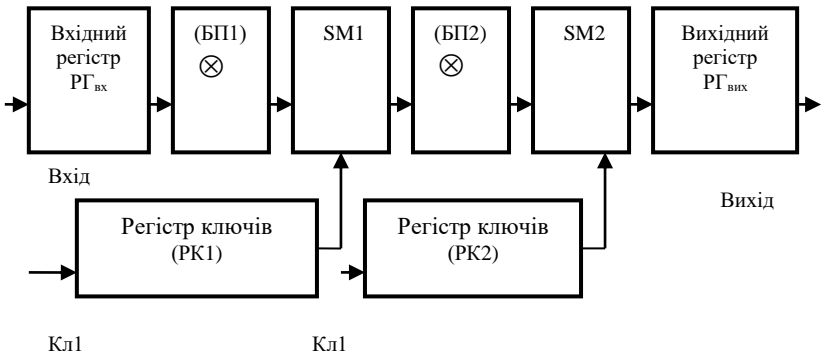 Вхідний
регістр
РГвх
(БП1)
⊗
SM1
(БП2)
⊗
SM2
Вихідний
регістр
РГвих
Вхід
Вихід
Регістр ключів
(РК1)
Регістр ключів
(РК2)
Кл1
Кл1